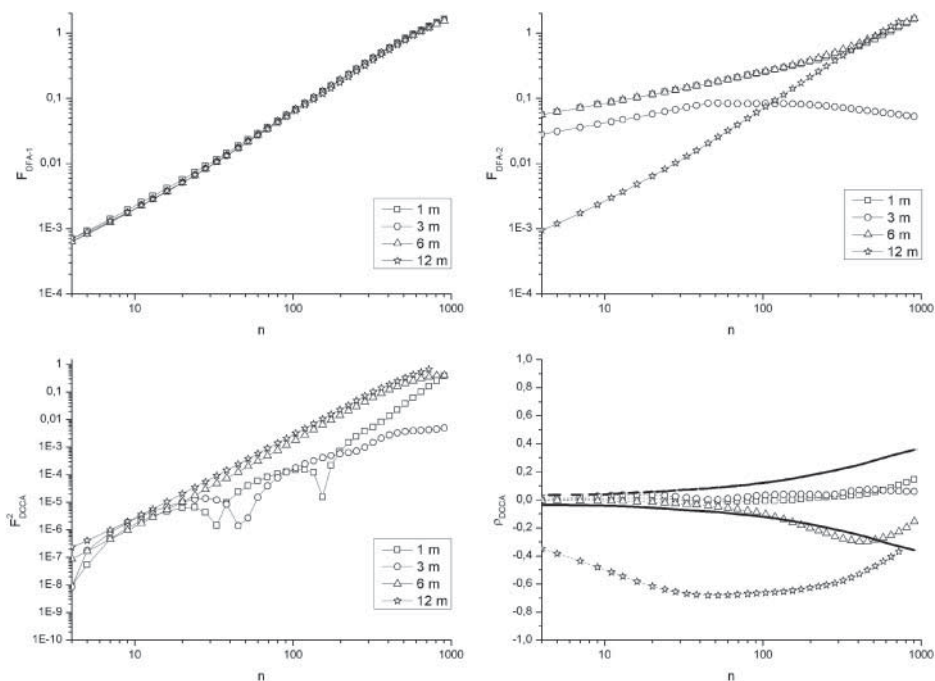 1
0,1
0,01
1E-3
1E-4
F_DFA-1
10
100
1000
n
1 m
3 m
6 m
12 m
1
0,1
0,01
1E-3
1E-4
F_DFA-2
10
100
1000
n
1 m
3 m
6 m
12 m
1
0,1
0,01
1E-3
1E-4
1E-5
1E-6
1E-7
1E-8
1E-9
1E-10
F²_DCCA
10
100
1000
n
1 m
3 m
6 m
12 m
1,0
0,8
0,6
0,4
0,2
0,0
-0,2
-0,4
-0,6
-0,8
-1,0
ρ_DCCA
10
100
1000
n